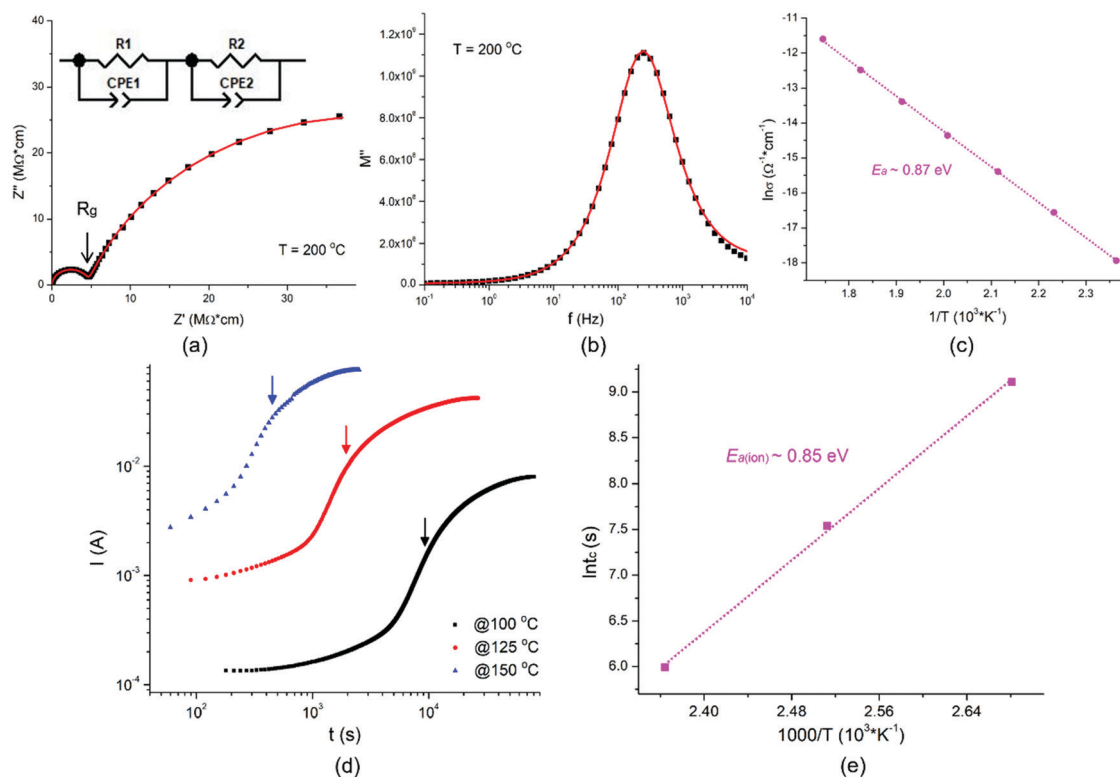 40
35
30
25
20
15
10
5
0
Z'' (MΩ*cm)
R1
CPE1
R2
CPE2
T = 200 °C
Rg
T = 200 °C
0
10
20
30
Z' (MΩ*cm)
(a)
T = 200 °C
1.2x10⁹
1.0x10⁹
8.0x10⁸
6.0x10⁸
4.0x10⁸
2.0x10⁸
0.0
M''
10⁻¹
10⁰
10¹
10²
10³
10⁴
f (Hz)
(b)
-11
-12
-13
-14
-15
-16
-17
-18
lnσ (Ω⁻¹*cm⁻¹)
Ea ~ 0.87 eV
1.8
1.9
2.0
2.1
2.2
2.3
1/T (10³*K⁻¹)
(c)
10⁻²
10⁻³
10⁻⁴
I (A)
@100 °C
@125 °C
@150 °C
10²
10³
10⁴
t (s)
(d)
9.0
8.5
8.0
7.5
7.0
6.5
6.0
lntc (s)
Ea(ion) ~ 0.85 eV
2.40
2.48
2.56
2.64
1000/T (10³*K⁻¹)
(e)